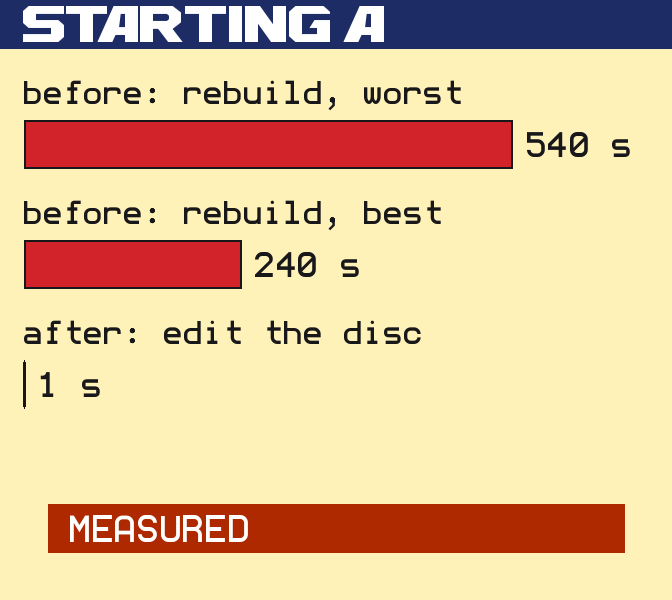 STARTING A
before: rebuild, worst
540 s
before: rebuild, best
240 s
after: edit the disc
1 s
MEASURED